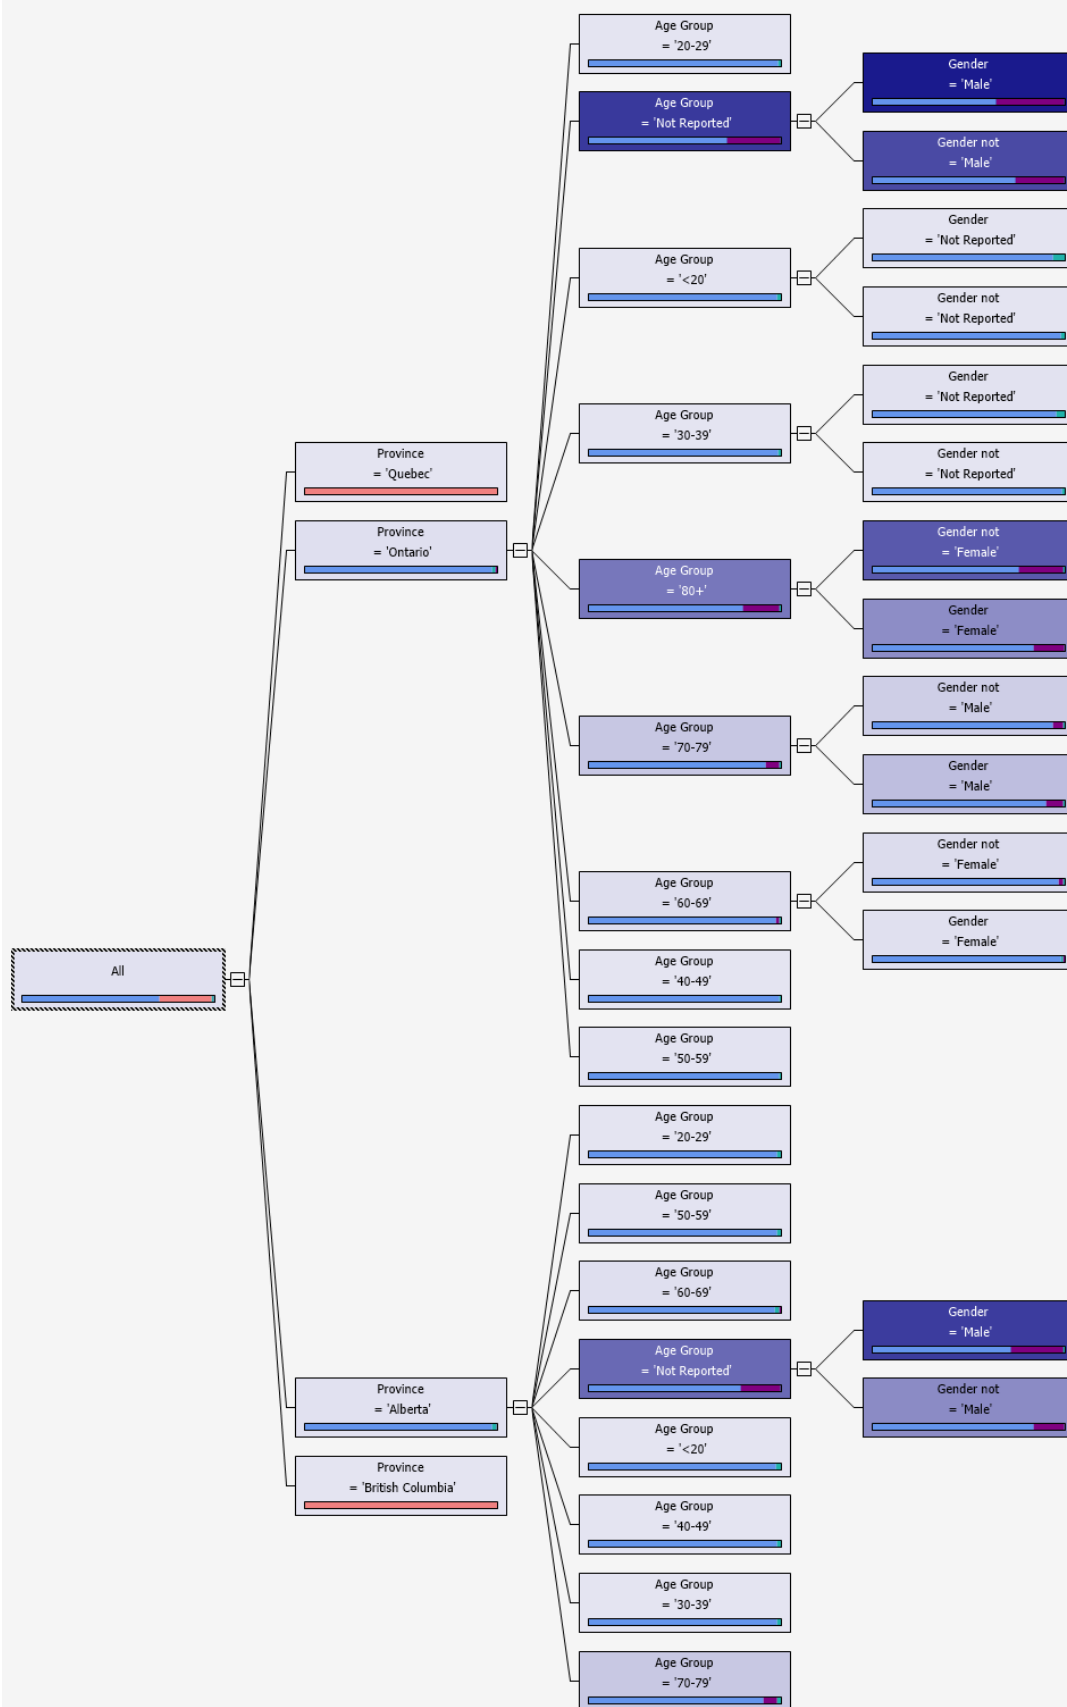 All
Province
= 'Quebec'
Province
= 'Ontario'
Province
= 'Alberta'
Province
= 'British Columbia'
Age Group
= '20-29'
Age Group
= 'Not Reported'
Age Group
= '<20'
Age Group
= '30-39'
Age Group
= '80+'
Age Group
= '70-79'
Age Group
= '60-69'
Age Group
= '40-49'
Age Group
= '50-59'
Age Group
= '20-29'
Age Group
= '50-59'
Age Group
= '60-69'
Age Group
= 'Not Reported'
Age Group
= '<20'
Age Group
= '40-49'
Age Group
= '30-39'
Age Group
= '70-79'
Gender
= 'Male'
Gender not
= 'Male'
Gender
= 'Not Reported'
Gender not
= 'Not Reported'
Gender
= 'Not Reported'
Gender not
= 'Not Reported'
Gender not
= 'Female'
Gender
= 'Female'
Gender not
= 'Male'
Gender
= 'Male'
Gender not
= 'Female'
Gender
= 'Female'
Gender
= 'Male'
Gender not
= 'Male'